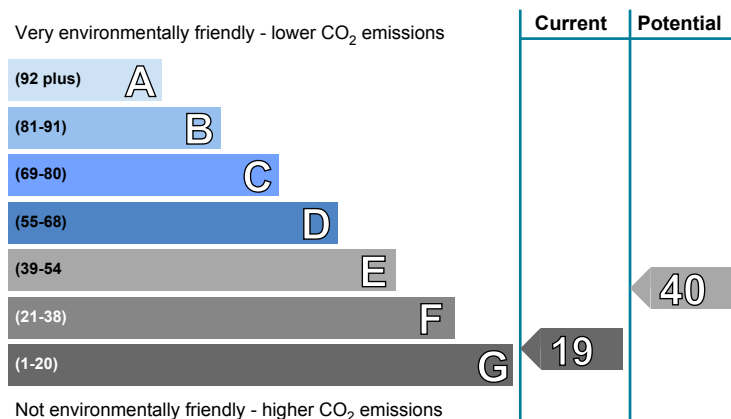 Current Potential
Very environmentally friendly - lower CO₂ emissions
(92 plus) A
(81-91) B
(69-80) C
(55-68) D
(39-54 E
40
(21-38) F
(1-20) G 19
Not environmentally friendly - higher CO₂ emissions